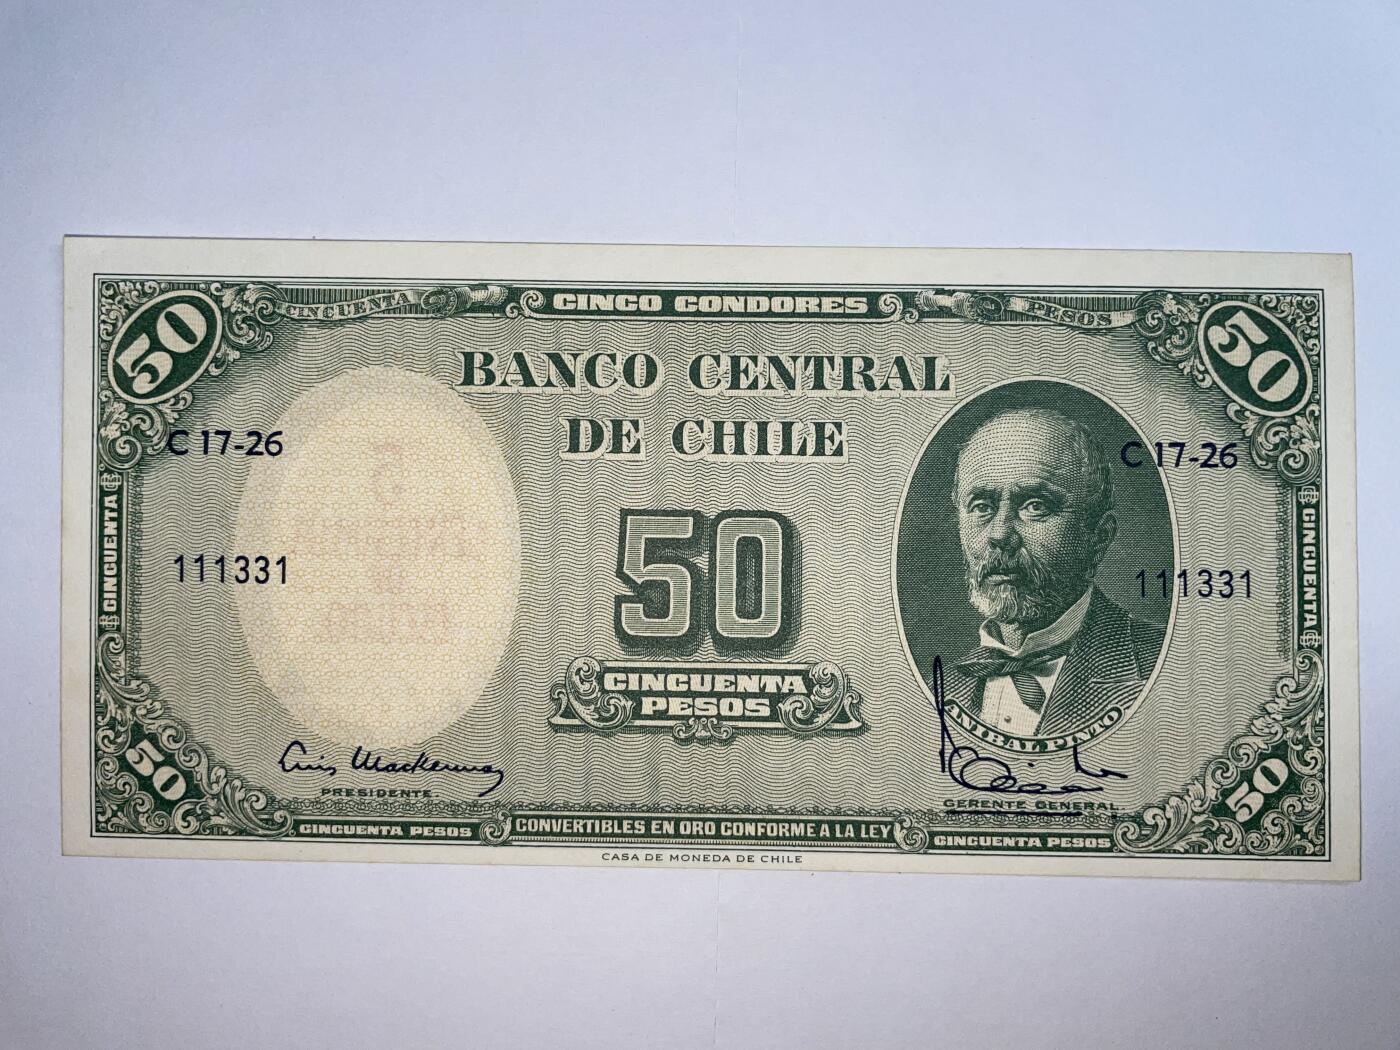 50 CINCUENTA CINCO CONDORES PESOS 50
BANCO CENTRAL
DE CHILE
C 17-26 C 17-26
CINCUENTA CINCUENTA
50
111331 111331
CINCUENTA
PESOS
ANIBAL PINTO
Luis Mackenna
PRESIDENTE.
GERENTE GENERAL.
50 50
CINCUENTA PESOS CONVERTIBLES EN ORO CONFORME A LA LEY CINCUENTA PESOS
CASA DE MONEDA DE CHILE